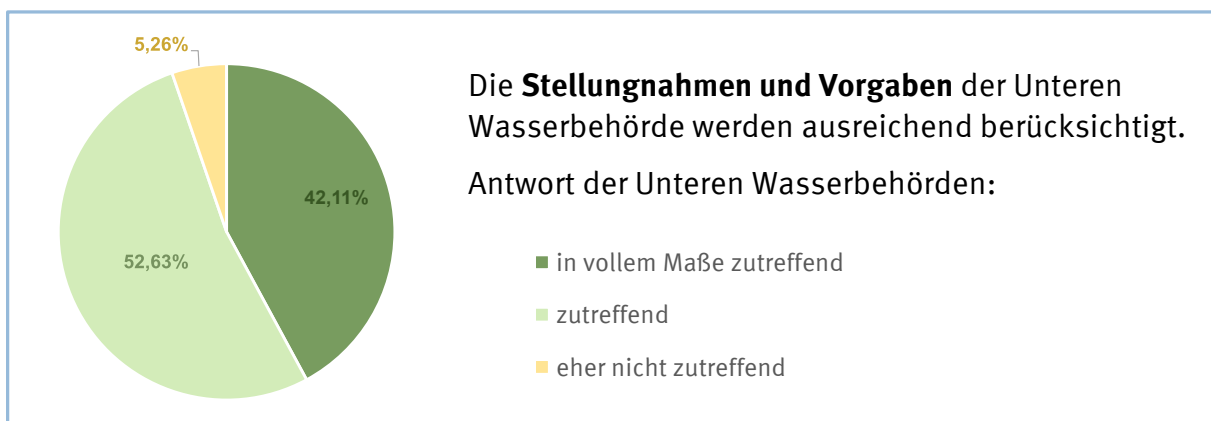 5,26%
42,11%
52,63%
Die Stellungnahmen und Vorgaben der Unteren
Wasserbehörde werden ausreichend berücksichtigt.
Antwort der Unteren Wasserbehörden:
in vollem Maße zutreffend
zutreffend
eher nicht zutreffend